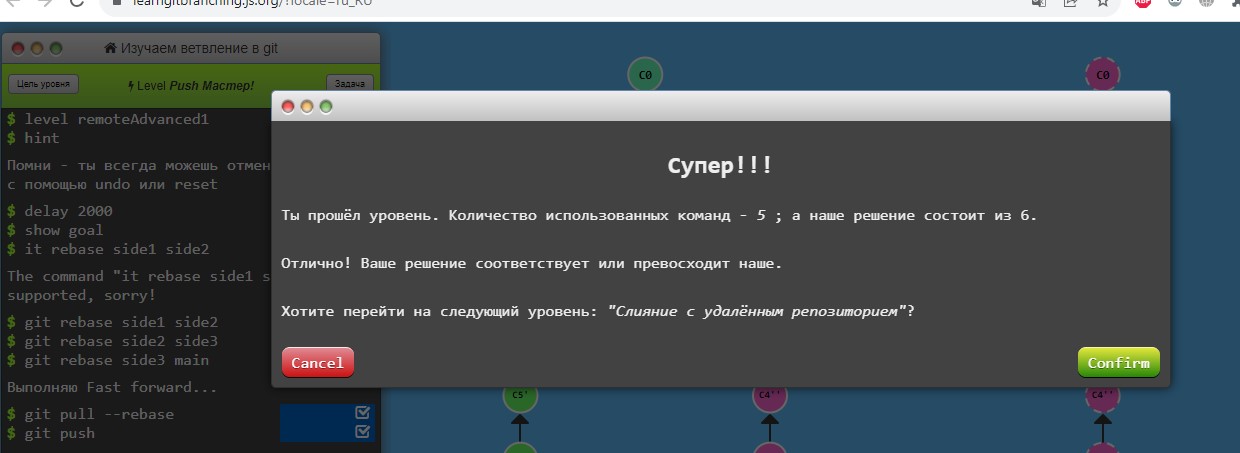 learngitbranching.js.org/?locale=ru_RU
ABP
Изучаем ветвление в git
Цель уровня
Level Push Мастер!
Задача
$ level remoteAdvanced1
$ hint
Помни - ты всегда можешь отмен
с помощью undo или reset
$ delay 2000
$ show goal
$ it rebase side1 side2
The command "it rebase side1 s
supported, sorry!
$ git rebase side1 side2
$ git rebase side2 side3
$ git rebase side3 main
Выполняю Fast forward...
$ git pull --rebase
$ git push
C0
C0
Супер!!!
Ты прошёл уровень. Количество использованных команд - 5 ; а наше решение состоит из 6.
Отлично! Ваше решение соответствует или превосходит наше.
Хотите перейти на следующий уровень: "Слияние с удалённым репозиторием"?
Cancel
Confirm
C5'
C4''
C4"'